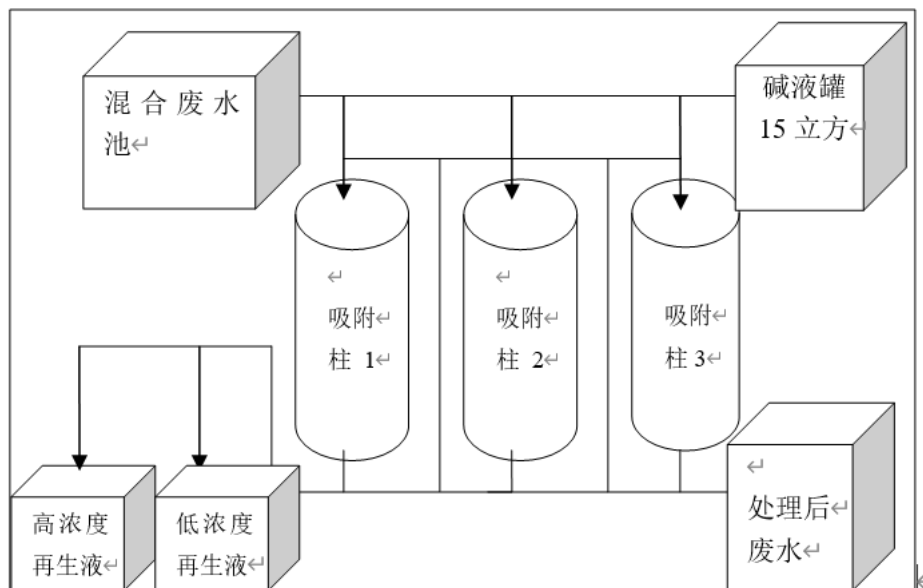 混合废水
池
碱液罐
15立方
吸附
柱 1
吸附
柱 2
吸附
柱3
高浓度
再生液
低浓度
再生液
处理后
废水